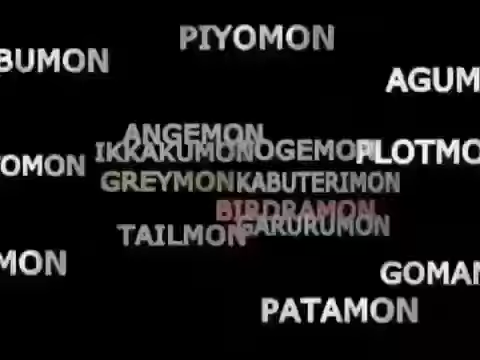 PIYOMON
BUMON
AGUM
ANGEMON
IKKAKUMON
OGEMON
PLOTMO
OMON
GREYMON
KABUTERIMON
BIRDRAMON
GARURUMON
TAILMON
MON
GOMAN
PATAMON